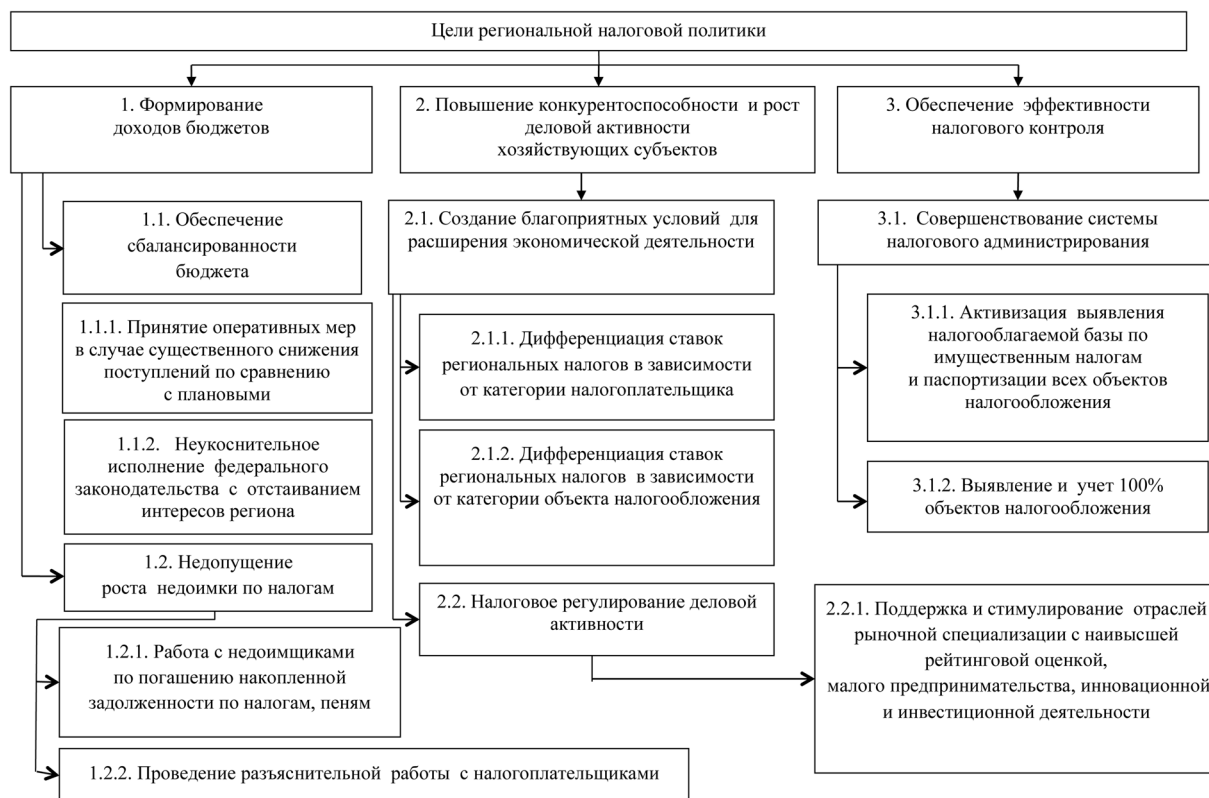 Цели региональной налоговой политики
1. Формирование
доходов бюджетов
1.1. Обеспечение
сбалансированности
бюджета
1.1.1. Принятие оперативных мер
в случае существенного снижения
поступлений по сравнению
с плановыми
1.1.2. Неукоснительное
исполнение федерального
законодательства с отстаиванием
интересов региона
1.2. Недопущение
роста недоимки по налогам
1.2.1. Работа с недоимщиками
по погашению накопленной
задолженности по налогам, пеням
1.2.2. Проведение разъяснительной работы с налогоплательщиками
2. Повышение конкурентоспособности и рост
деловой активности
хозяйствующих субъектов
2.1. Создание благоприятных условий для
расширения экономической деятельности
2.1.1. Дифференциация ставок
региональных налогов в зависимости
от категории налогоплательщика
2.1.2. Дифференциация ставок
региональных налогов в зависимости
от категории объекта налогообложения
2.2. Налоговое регулирование деловой
активности
2.2.1. Поддержка и стимулирование отраслей
рыночной специализации с наивысшей
рейтинговой оценкой,
малого предпринимательства, инновационной
и инвестиционной деятельности
3. Обеспечение эффективности
налогового контроля
3.1. Совершенствование системы
налогового администрирования
3.1.1. Активизация выявления
налогооблагаемой базы по
имущественным налогам
и паспортизации всех объектов
налогообложения
3.1.2. Выявление и учет 100%
объектов налогообложения